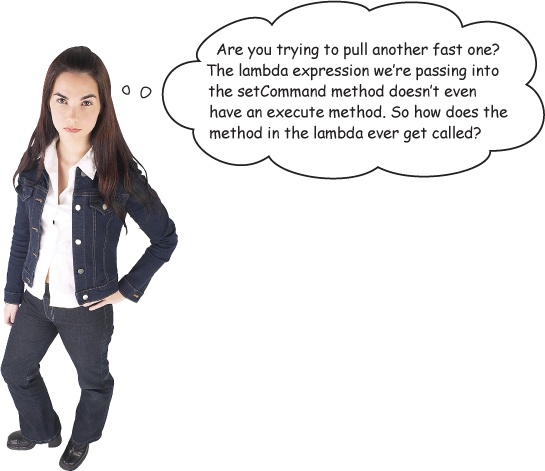 Are you trying to pull another fast one?
The lambda expression we're passing into
the setCommand method doesn't even
have an execute method. So how does the
method in the lambda ever get called?